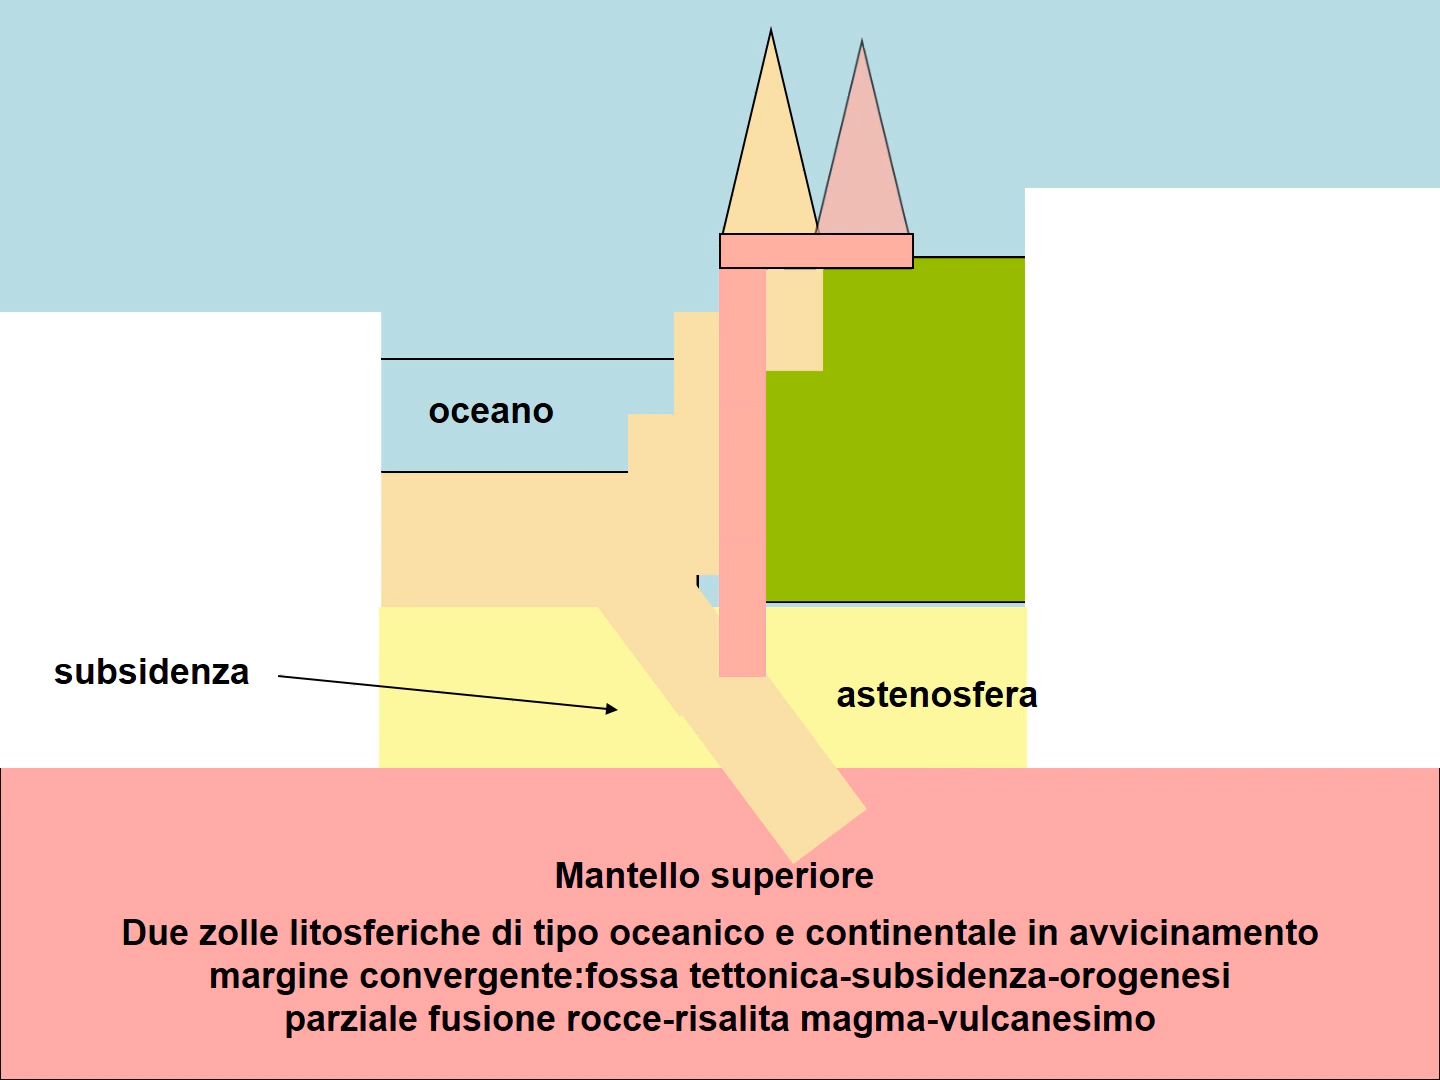 oceano
subsidenza
astenosfera
Mantello superiore
Due zolle litosferiche di tipo oceanico e continentale in avvicinamento
margine convergente:fossa tettonica-subsidenza-orogenesi
parziale fusione rocce-risalita magma-vulcanesimo